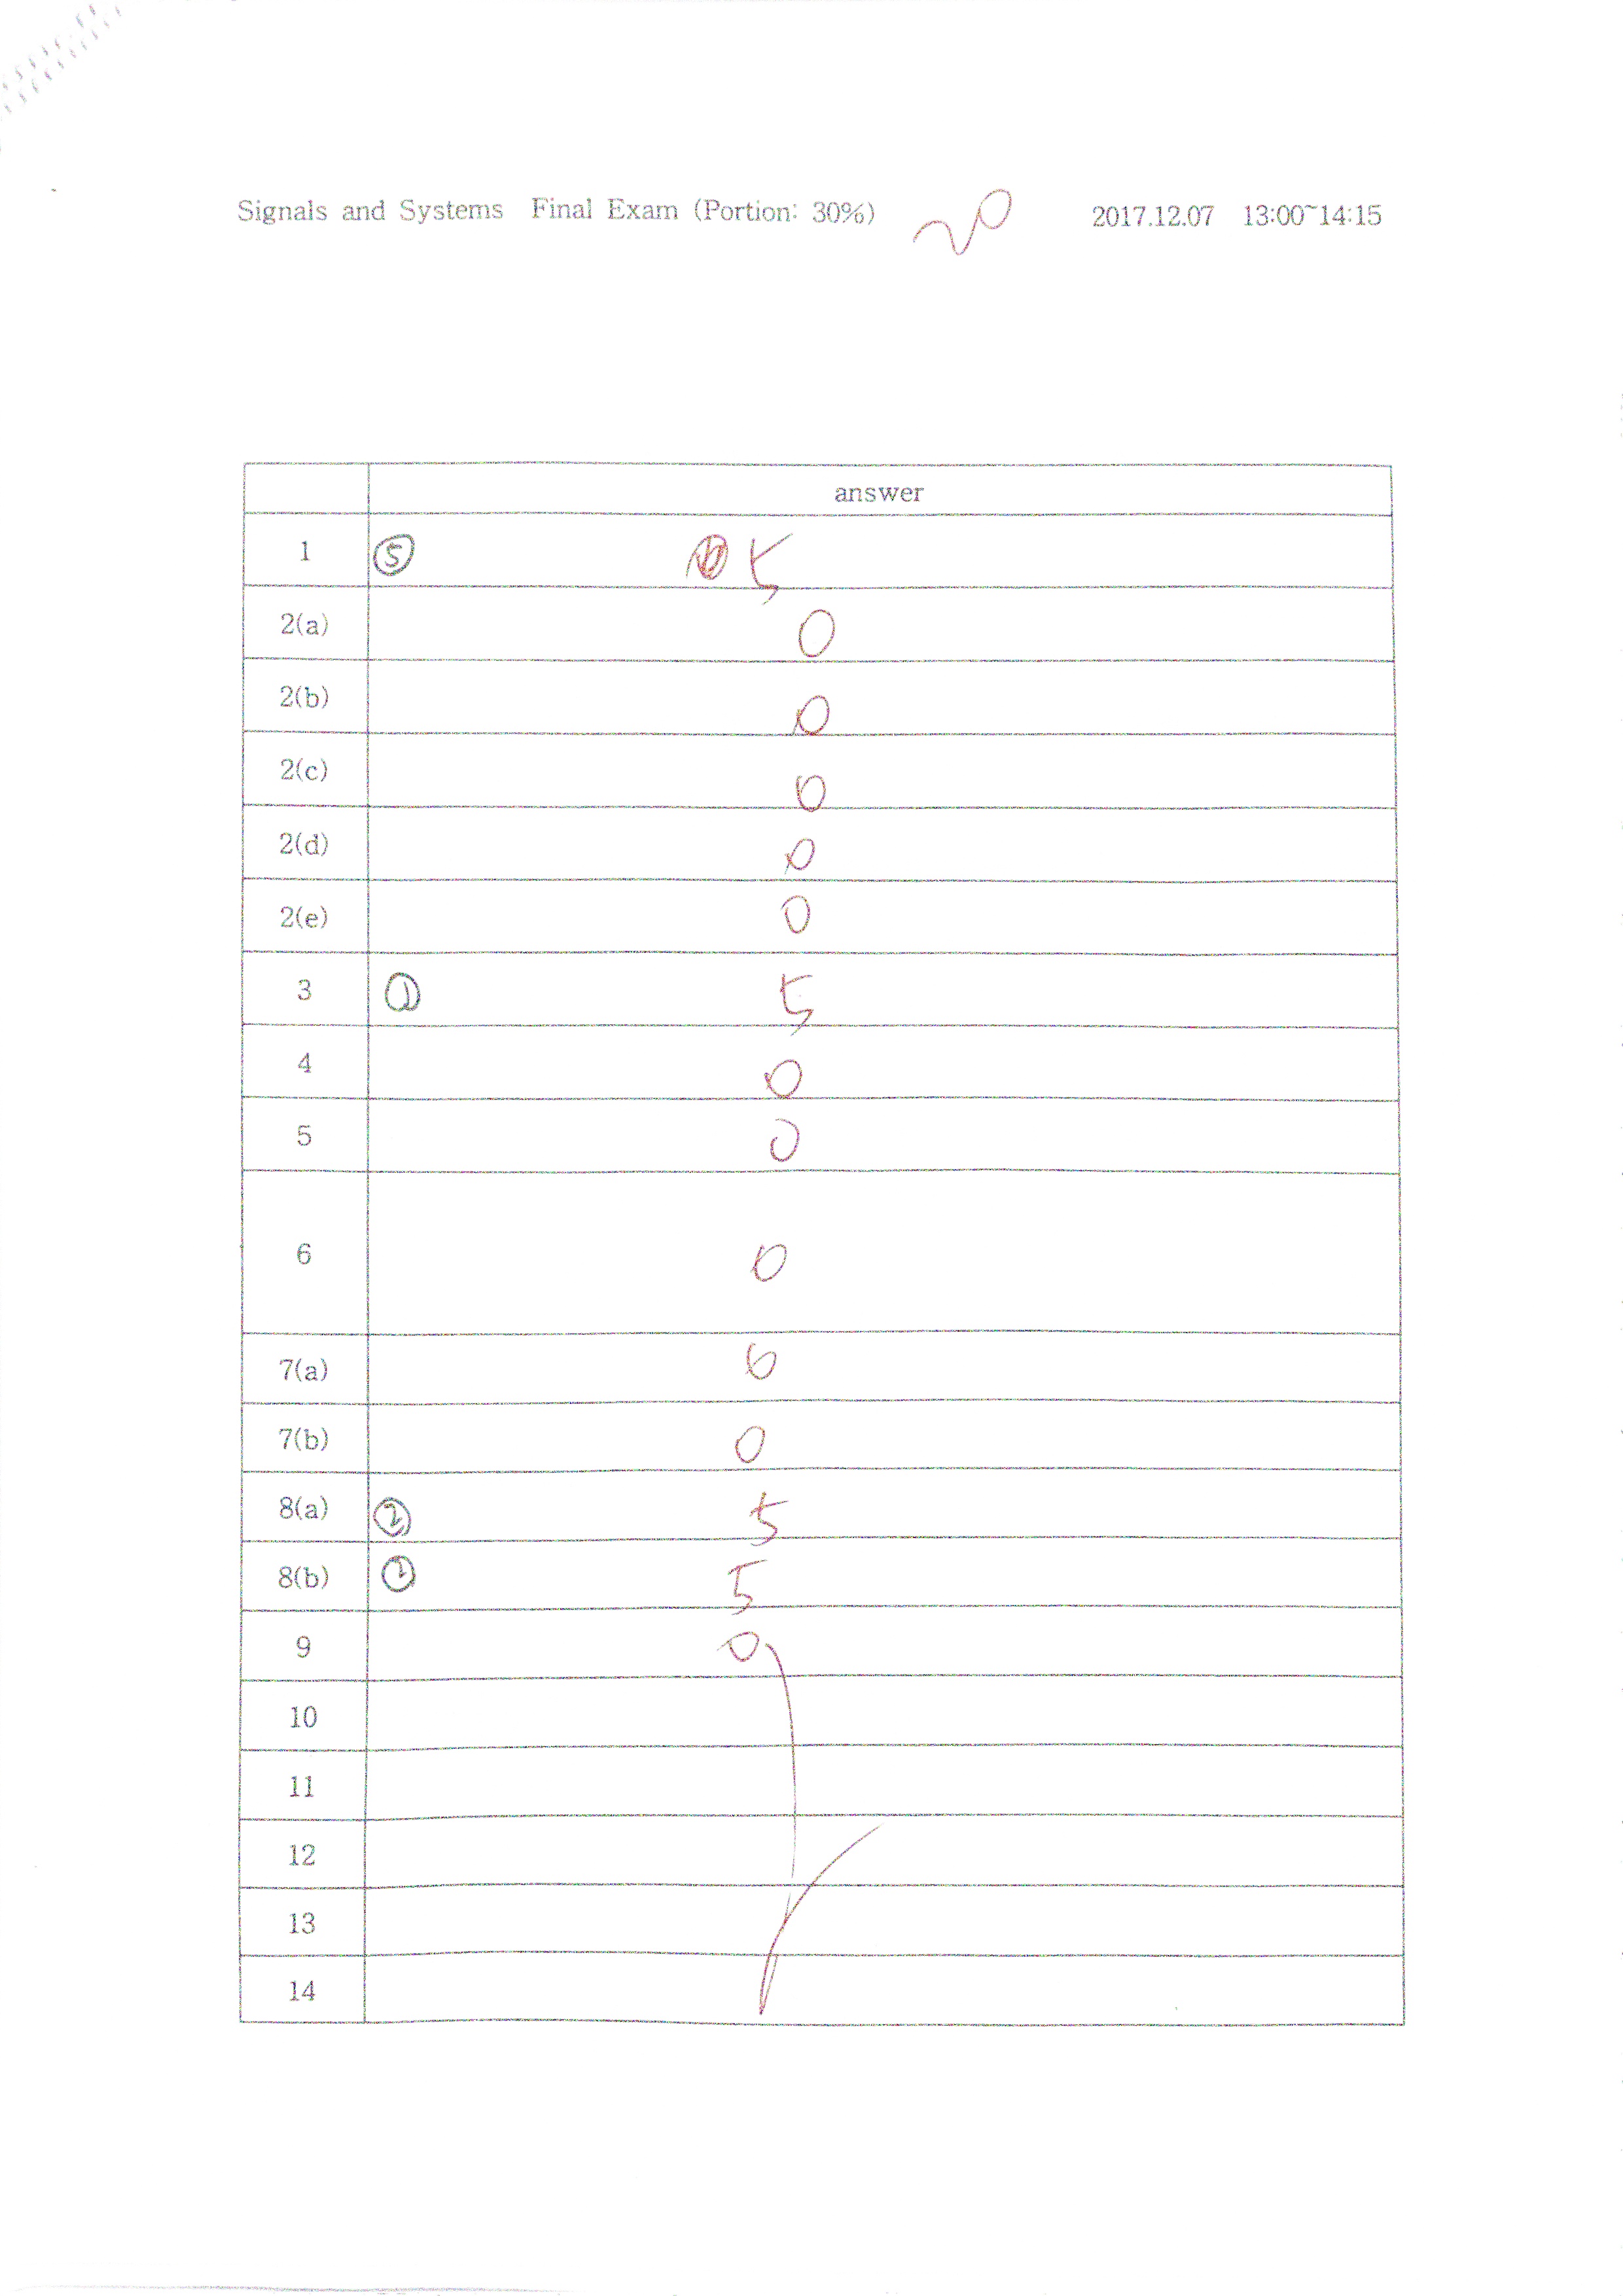 Signals and Systems Final Exam (Portion: 30%) 20 2017.12.07 13:00~14:15
answer
1 ⑤ 5
2(a) 0
2(b) 0
2(c) 0
2(d) 0
2(e) 0
3 ① 5
4 0
5 0
6 0
7(a) 0
7(b) 0
8(a) ② 5
8(b) ② 5
9 0
10
11
12
13
14